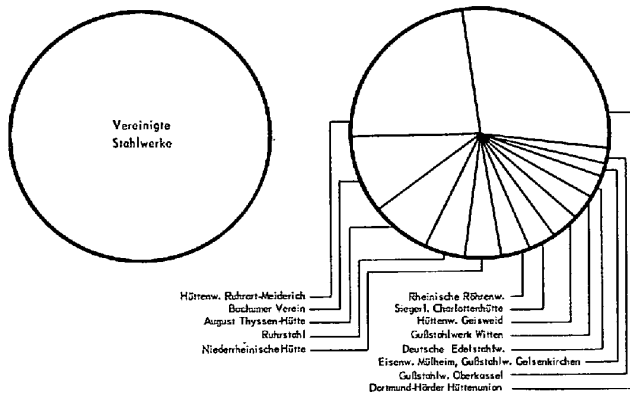 Vereinigte
Stahlwerke
Hüttenw. Ruhrort-Meiderich
Bochumer Verein
August Thyssen-Hütte
Ruhrstahl
Niederrheinische Hütte
Rheinische Röhrenw.
Siegerl. Charlottenhütte
Hüttenw. Geisweid
Gußstahlwerk Witten
Deutsche Edelstahlw.
Eisenw. Mülheim, Gußstahlw. Gelsenkirchen
Gußstahlw. Oberkassel
Dortmund-Hörder Hüttenunion